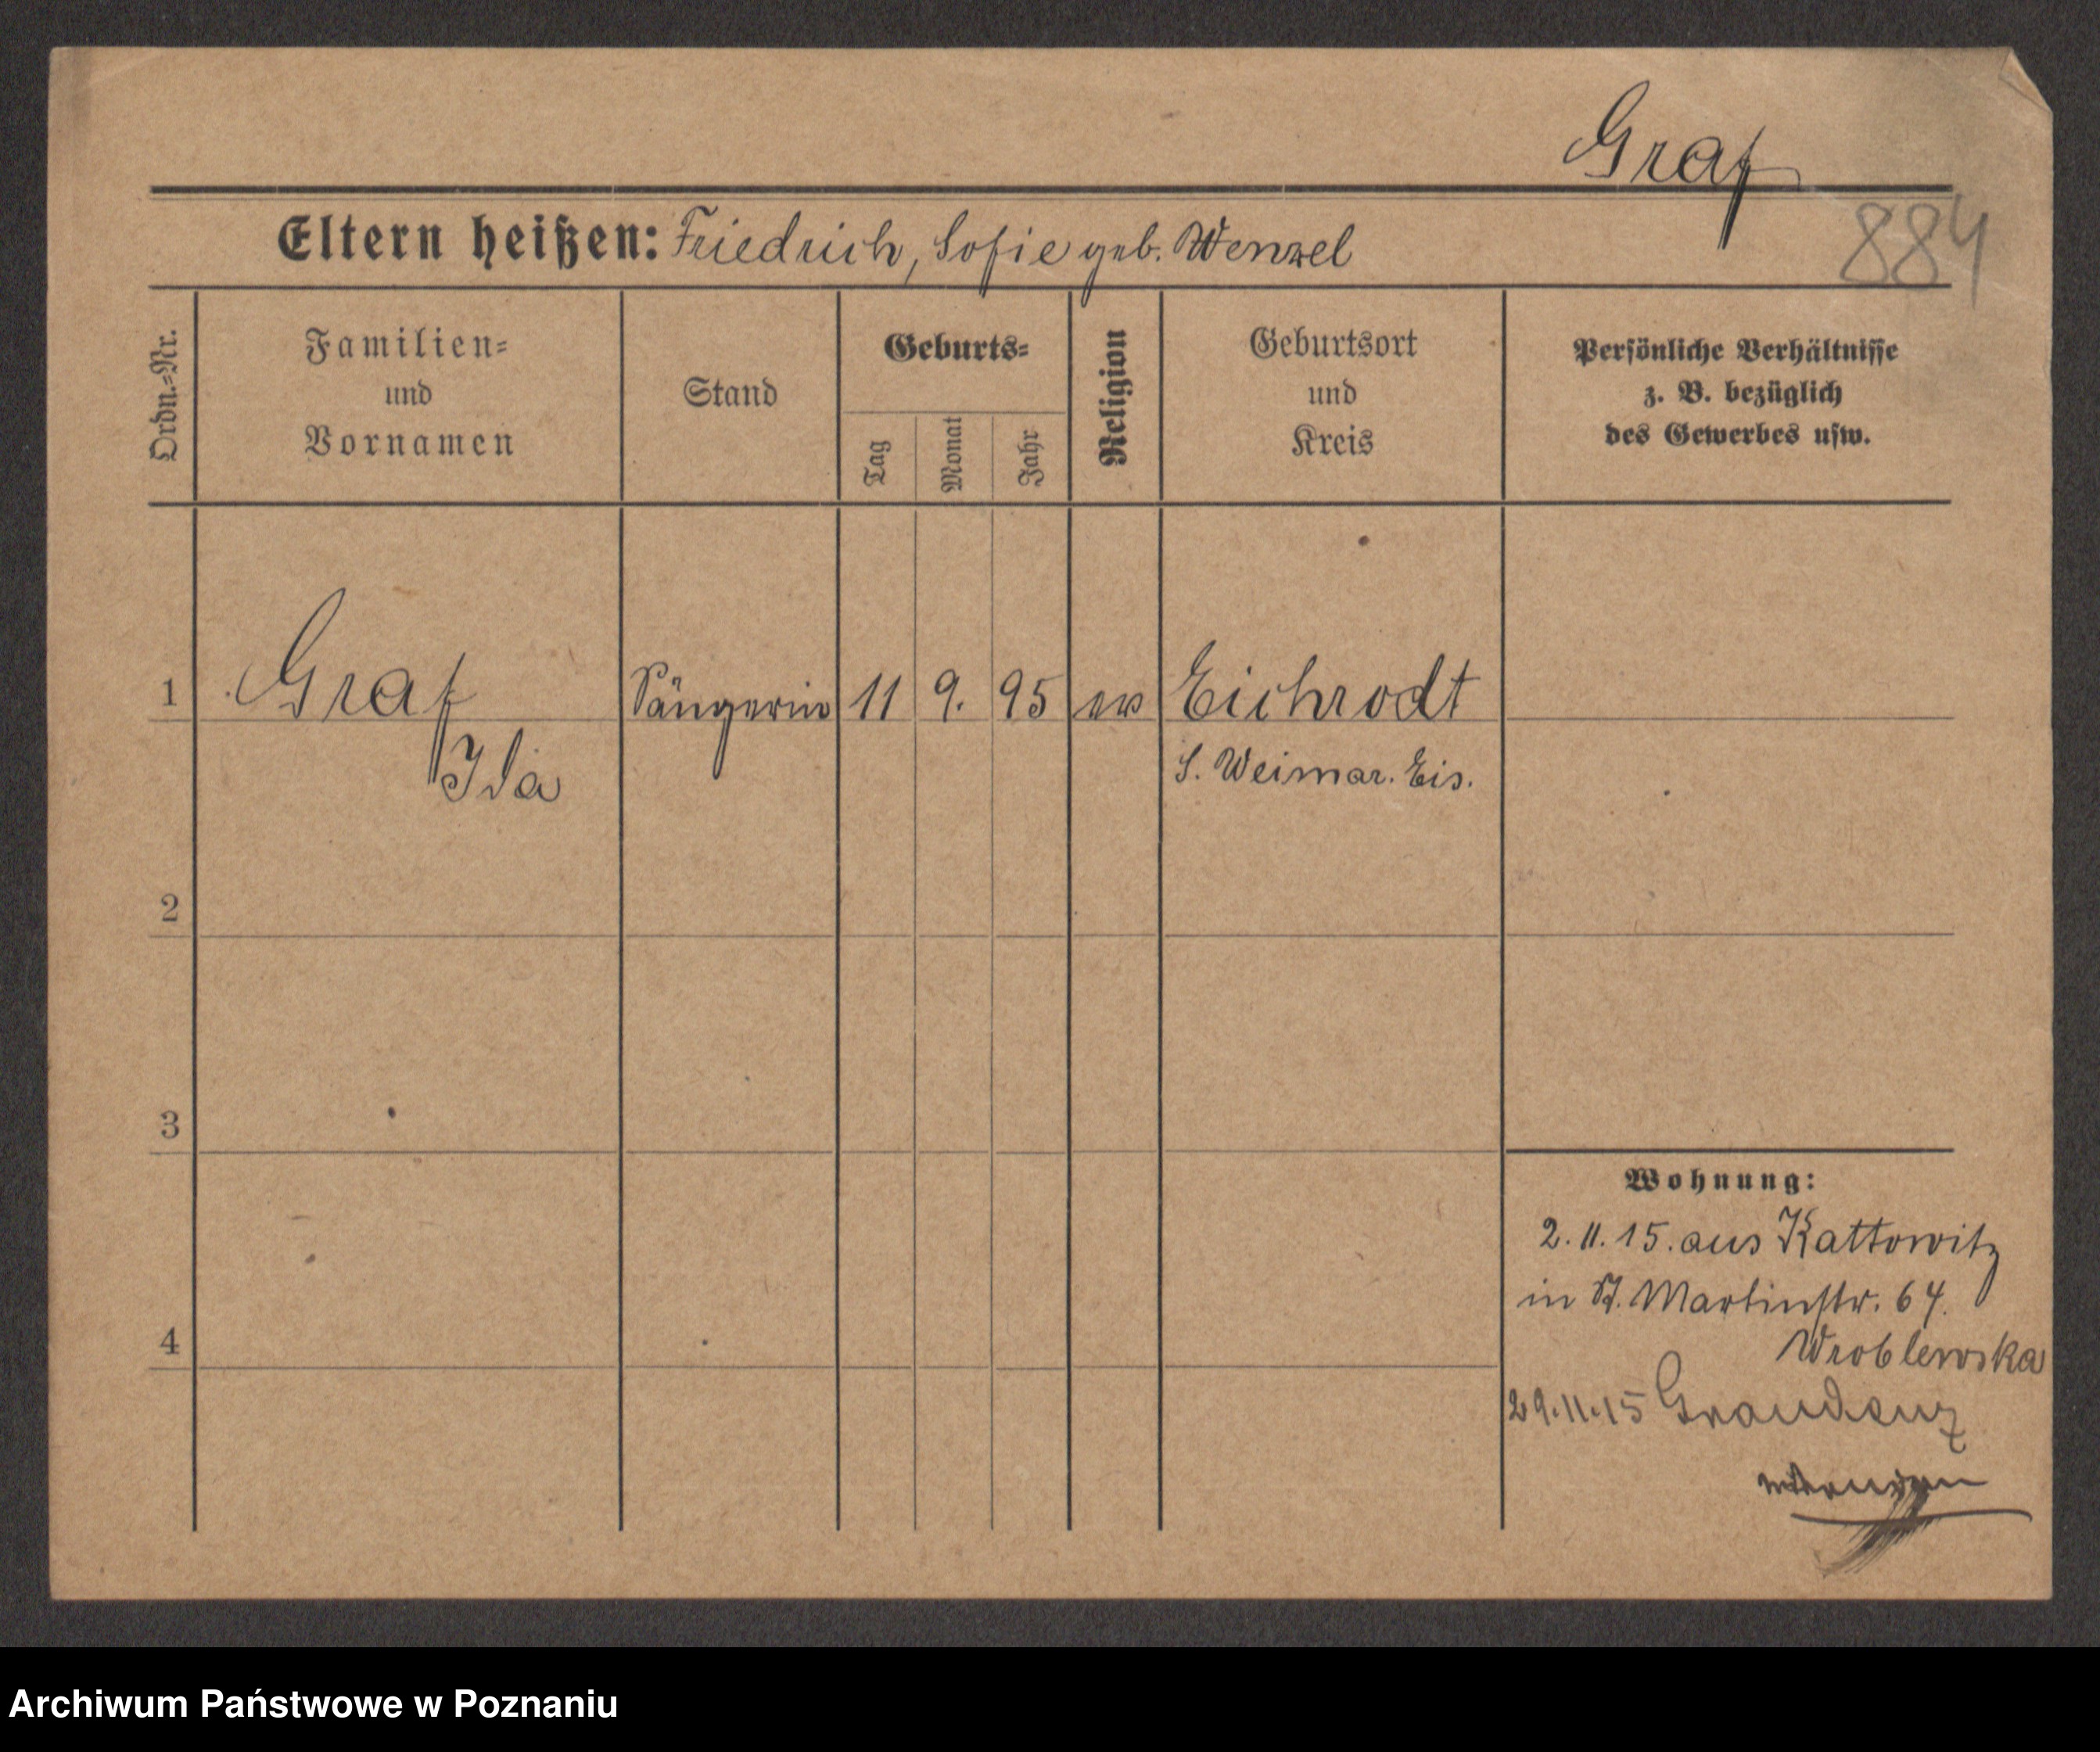 Graf
884
Eltern heißen: Friedrich, Sofie geb. Wenzel
Ordn.-Nr.
Familien-
und
Vornamen
Stand
Geburts-
Tag
Monat
Jahr
Religion
Geburtsort
und
Kreis
Persönliche Verhältnisse
z. B. bezüglich
des Gewerbes usw.
1 Graf Sängerin 11 9. 95 ev Eichrodt
Ida S. Weimar. Eis.
2
3
4
Wohnung:
2. 11. 15. aus Kattowitz
in St. Martinstr. 64.
Wroblewska
29.11.15 Graudenz
Archiwum Państwowe w Poznaniu